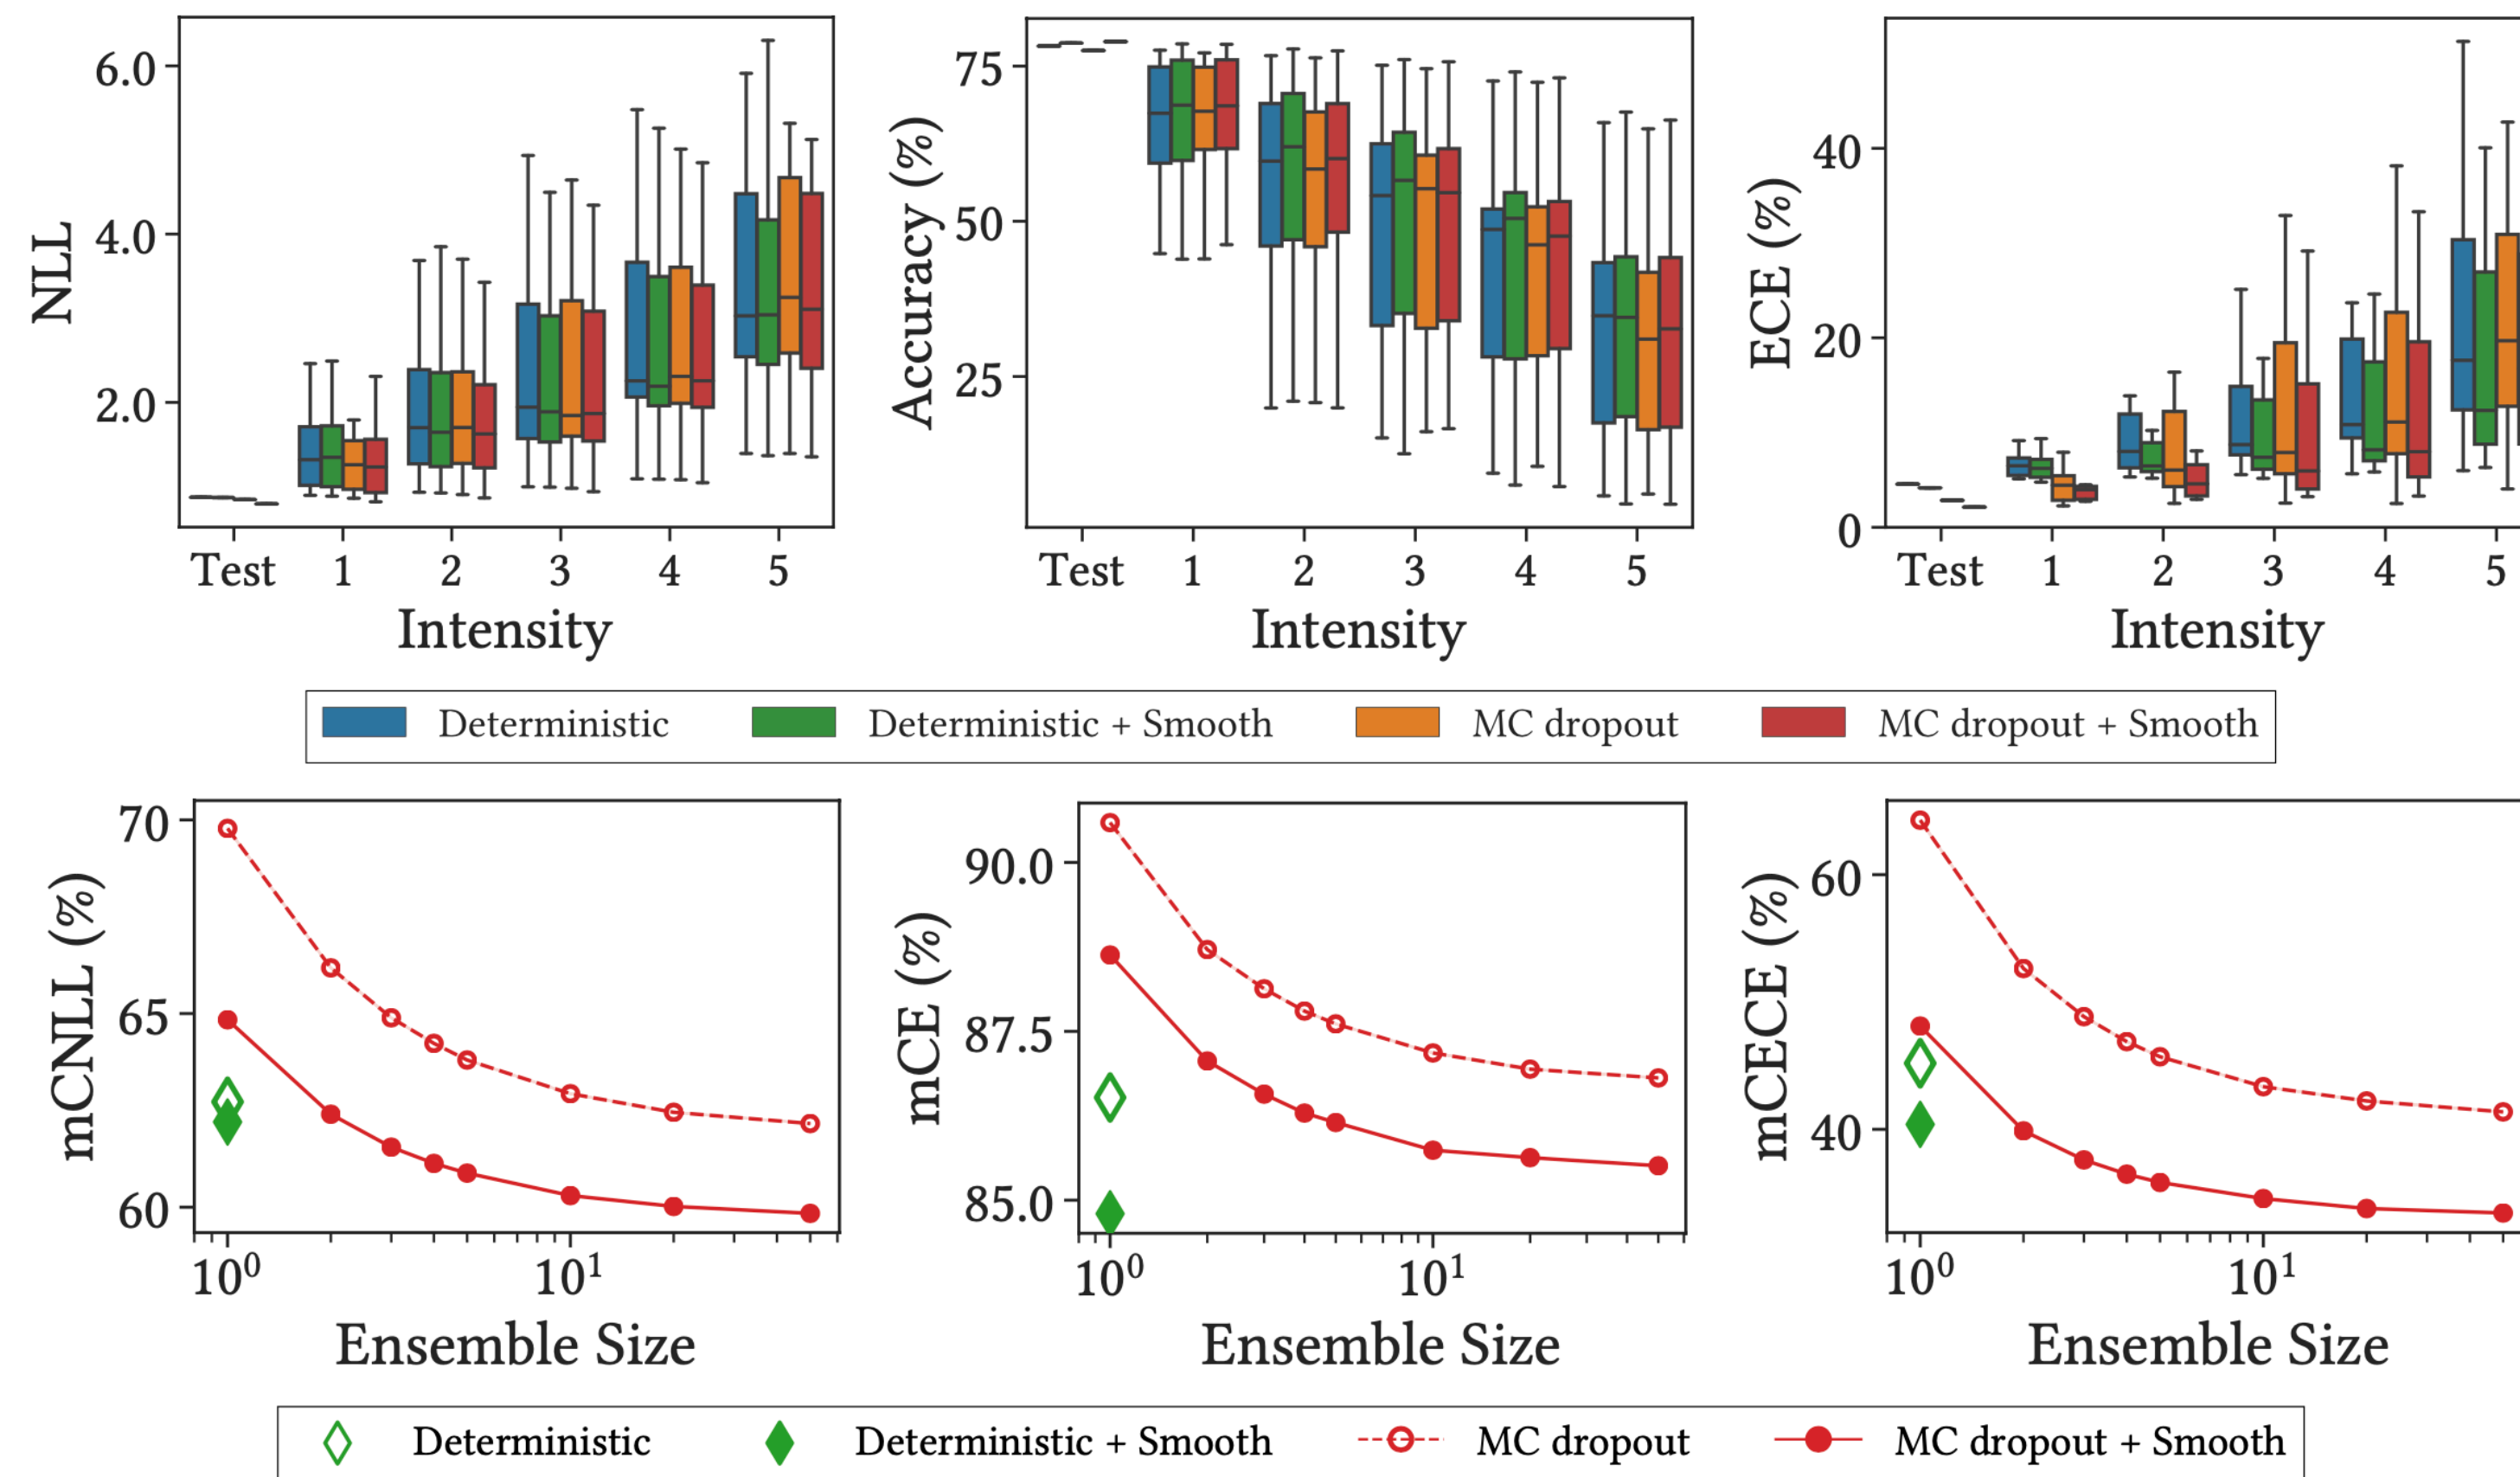 NLL
6.0
4.0
2.0
Test 1 2 3 4 5
Intensity
Accuracy (%)
75
50
25
Test 1 2 3 4 5
Intensity
ECE (%)
40
20
0
Test 1 2 3 4 5
Intensity
Deterministic Deterministic + Smooth MC dropout MC dropout + Smooth
mCNLL (%)
70
65
60
10⁰ 10¹
Ensemble Size
mCE (%)
90.0
87.5
85.0
10⁰ 10¹
Ensemble Size
mCECE (%)
60
40
10⁰ 10¹
Ensemble Size
Deterministic Deterministic + Smooth MC dropout MC dropout + Smooth